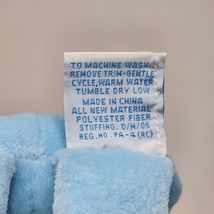 TO MACHINE WASH:
REMOVE TRIM-GENTLE
CYCLE, WARM WATER
TUMBLE DRY LOW
MADE IN CHINA
ALL NEW MATERIAL
POLYESTER FIBER
STUFFING. D/M/06
REG.NO. PA-4 (RC)